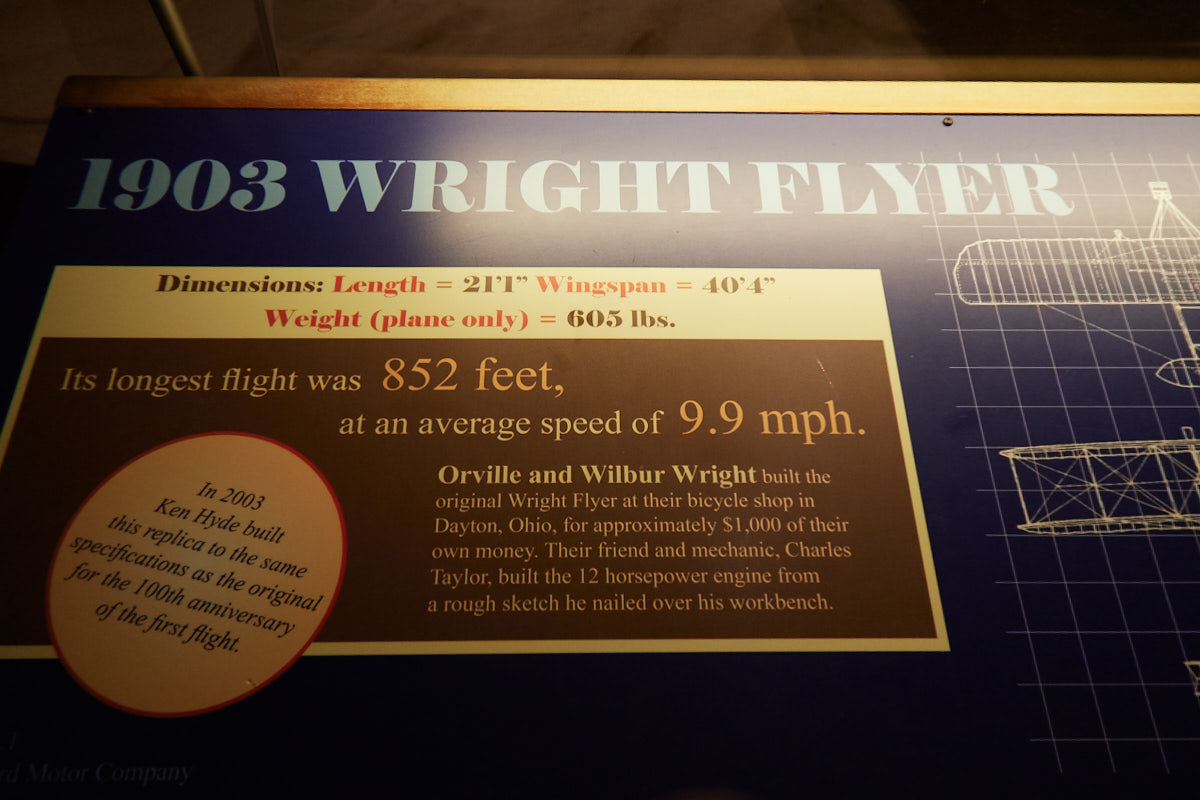 1903 WRIGHT FLYER
Dimensions: Length = 21'1” Wingspan = 40’4”
Weight (plane only) = 605 lbs.
Its longest flight was 852 feet,
at an average speed of 9.9 mph.
Orville and Wilbur Wright built the
original Wright Flyer at their bicycle shop in
Dayton, Ohio, for approximately $1,000 of their
own money. Their friend and mechanic, Charles
Taylor, built the 12 horsepower engine from
a rough sketch he nailed over his workbench.
In 2003
Ken Hyde built
this replica to the same
specifications as the original
for the 100th anniversary
of the first flight.
Motor Company